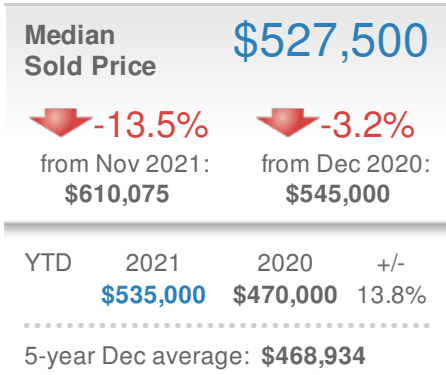 Median $527,500
Sold Price
-13.5% -3.2%
from Nov 2021: from Dec 2020:
$610,075 $545,000
YTD 2021 2020 +/-
$535,000 $470,000 13.8%
5-year Dec average: $468,934